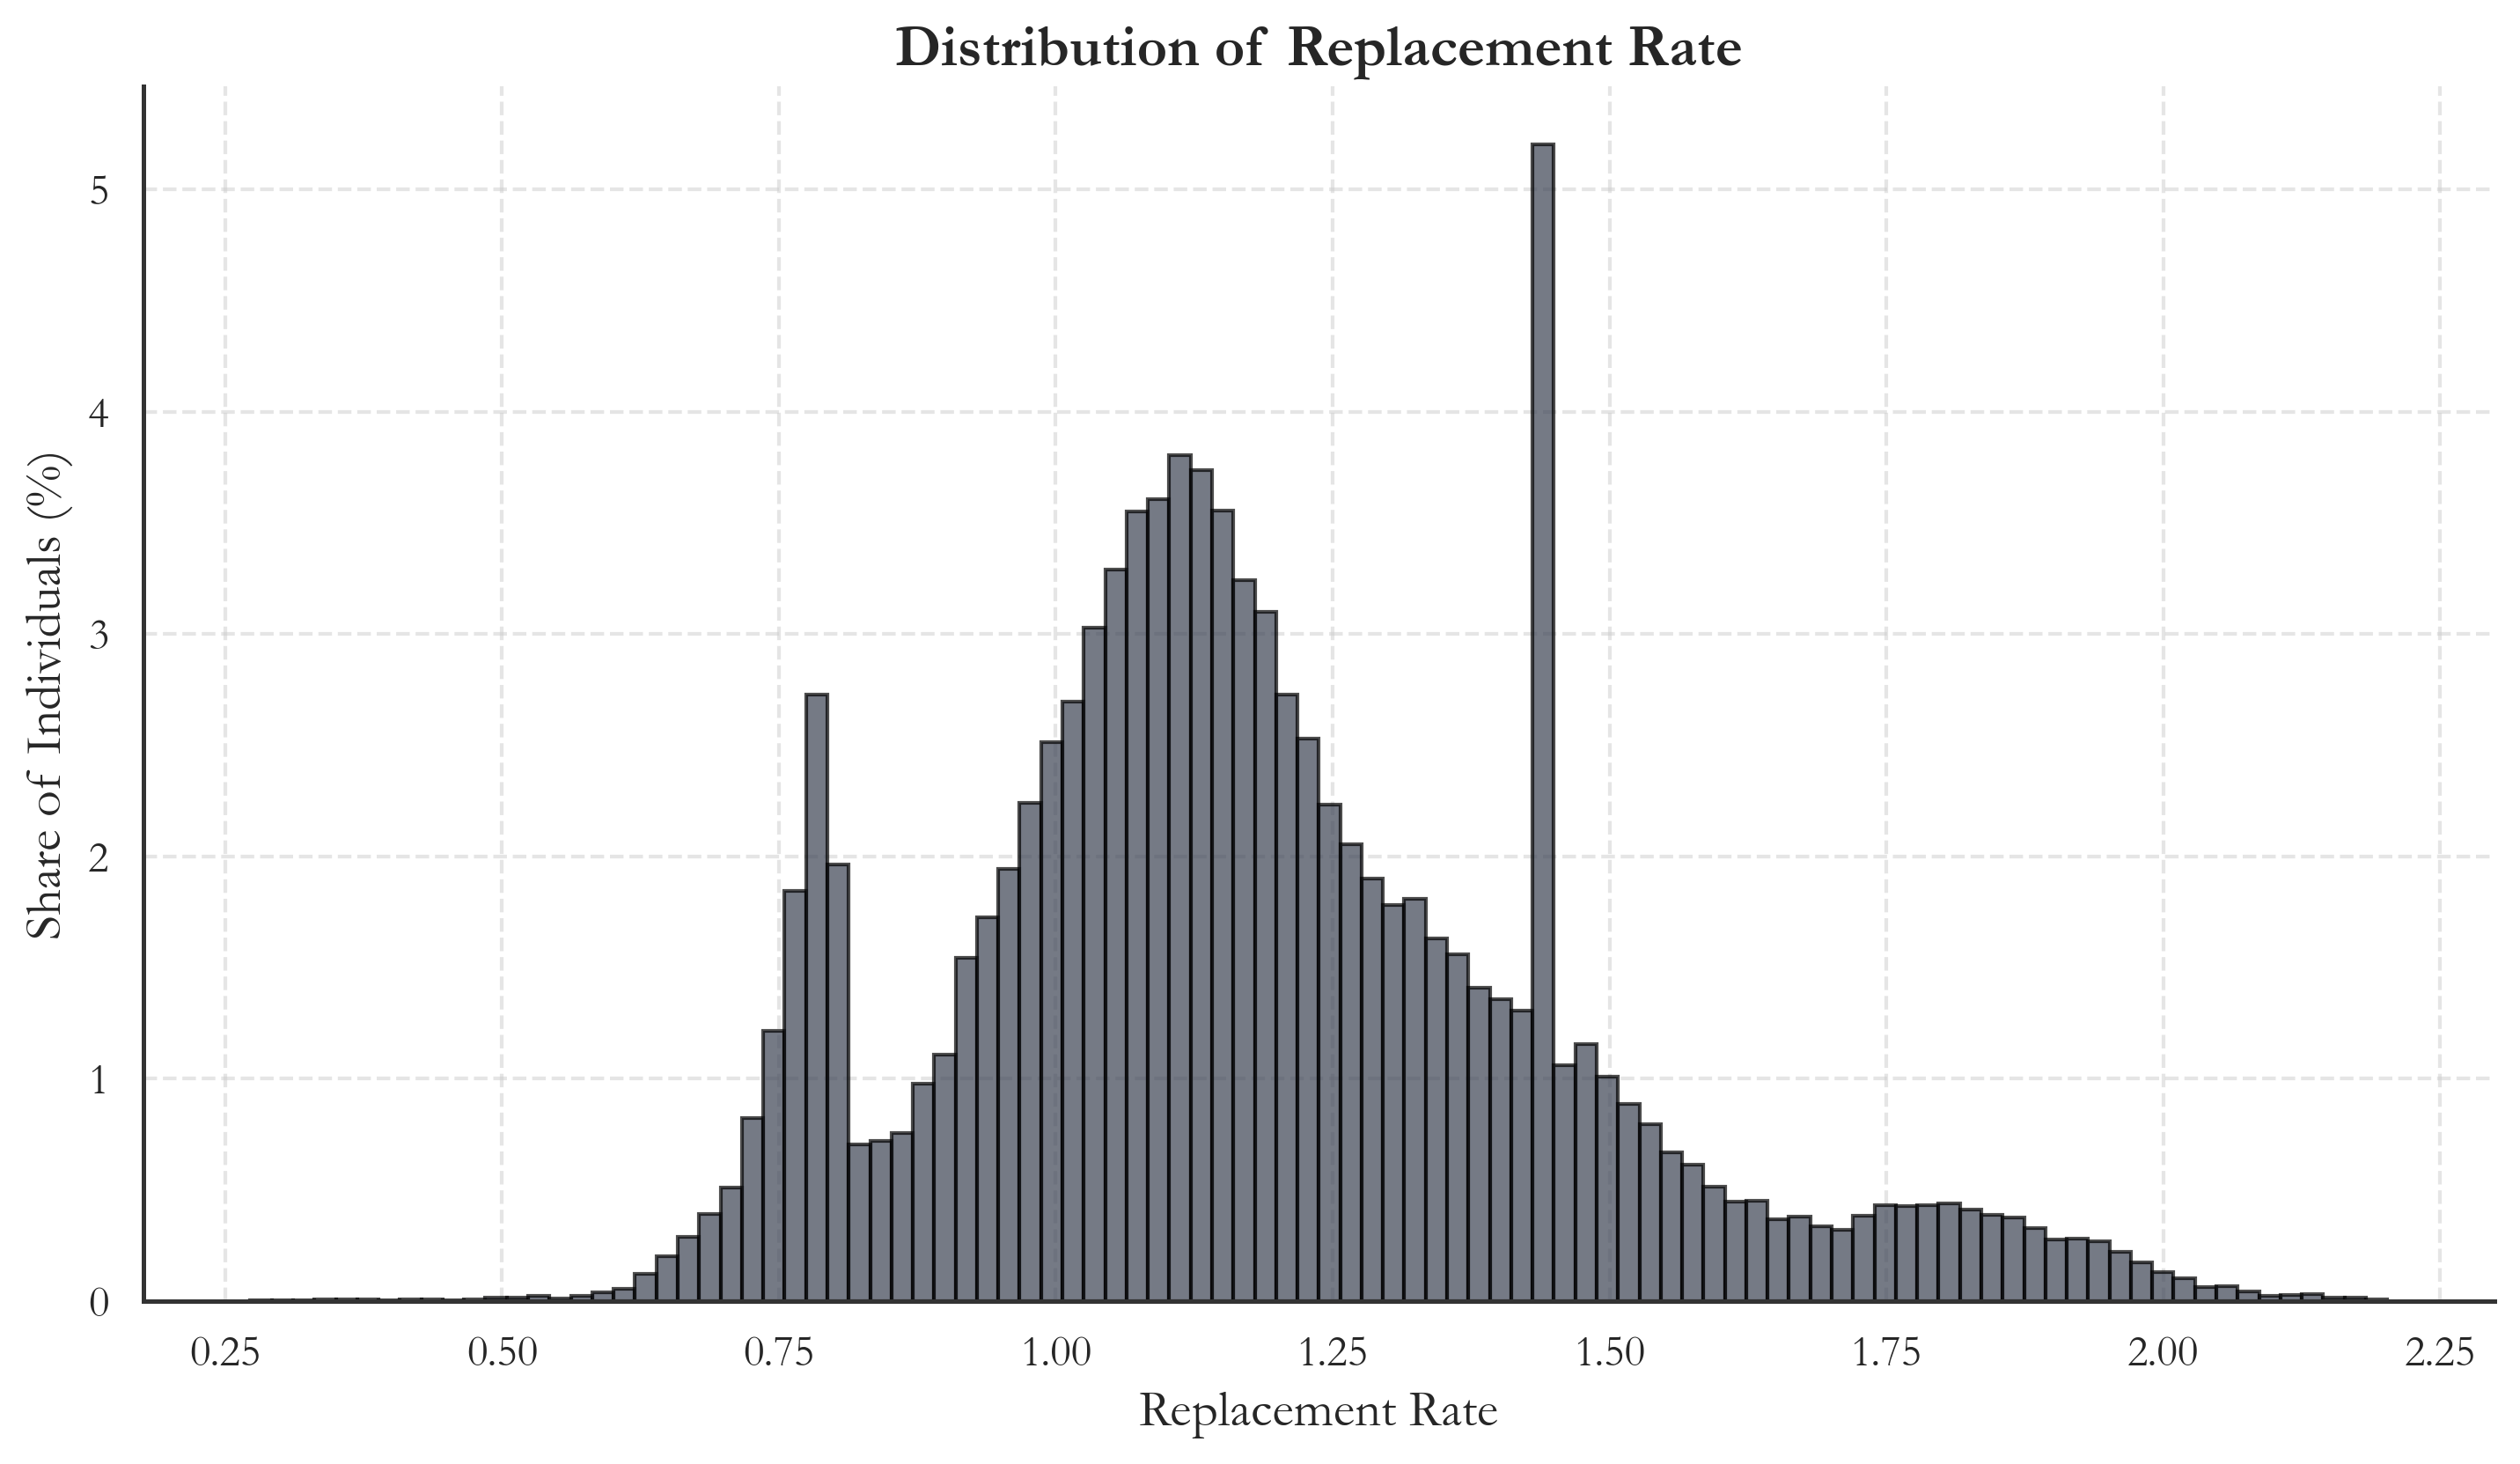 Distribution of Replacement Rate
Share of Individuals (%)
5
4
3
2
1
0
0.25 0.50 0.75 1.00 1.25 1.50 1.75 2.00 2.25
Replacement Rate